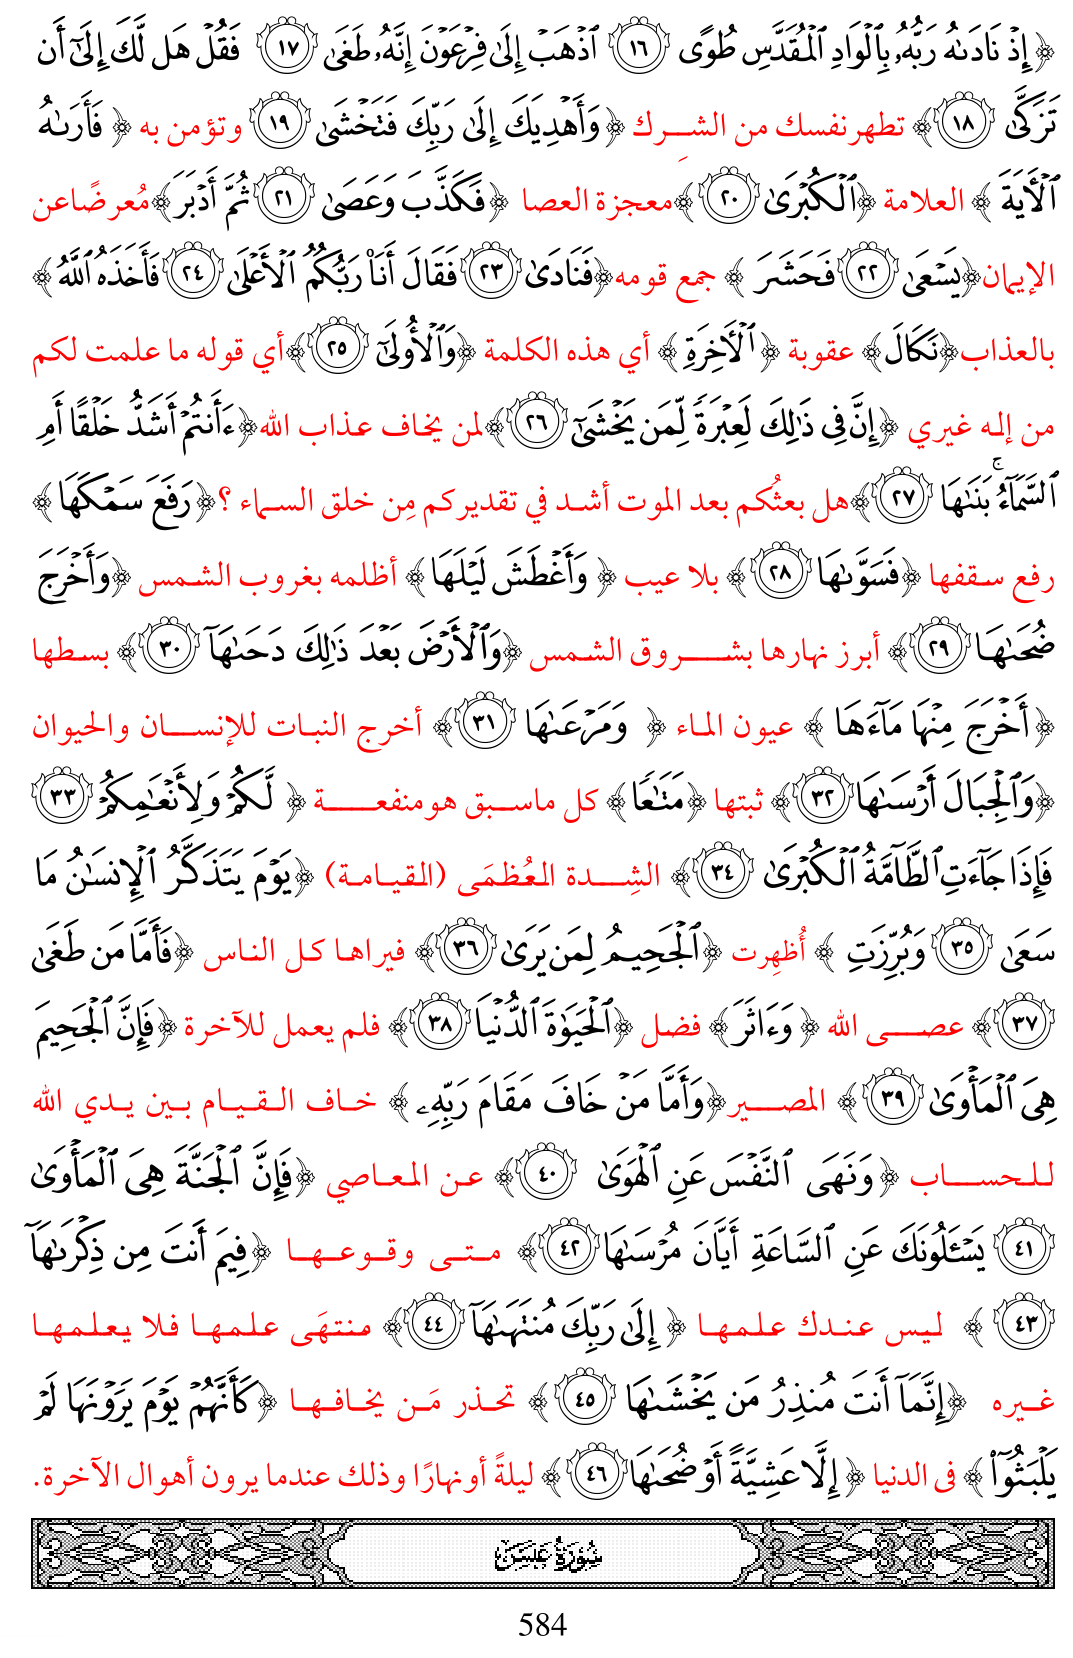 ﴿ إِذْ نَادَىٰهُ رَبُّهُۥ بِٱلْوَادِ ٱلْمُقَدَّسِ طُوًى ١٦ ٱذْهَبْ إِلَىٰ فِرْعَوْنَ إِنَّهُۥ طَغَىٰ ١٧ فَقُلْ هَل لَّكَ إِلَىٰٓ أَن
تَزَكَّىٰ ١٨ ﴾ تطهرنفسك من الشِرك ﴿ وَأَهْدِيَكَ إِلَىٰ رَبِّكَ فَتَخْشَىٰ ١٩ ﴾ وتؤمن به ﴿ فَأَرَىٰهُ
ٱلْءَايَةَ ﴾ العلامة ﴿ ٱلْكُبْرَىٰ ٢٠ ﴾ معجزة العصا ﴿ فَكَذَّبَ وَعَصَىٰ ٢١ ثُمَّ أَدْبَرَ ﴾ مُعرضًاعن
الإيمان ﴿ يَسْعَىٰ ٢٢ فَحَشَرَ ﴾ جمع قومه ﴿ فَنَادَىٰ ٢٣ فَقَالَ أَنَا۠ رَبُّكُمُ ٱلْأَعْلَىٰ ٢٤ فَأَخَذَهُ ٱللَّهُ ﴾
بالعذاب ﴿ نَكَالَ ﴾ عقوبة ﴿ ٱلْءَاخِرَةِ ﴾ أي هذه الكلمة ﴿ وَٱلْأُولَىٰٓ ٢٥ ﴾ أي قوله ما علمت لكم
من إله غيري ﴿ إِنَّ فِى ذَٰلِكَ لَعِبْرَةً لِّمَن يَخْشَىٰٓ ٢٦ ﴾ لمن يخاف عذاب الله ﴿ ءَأَنتُمْ أَشَدُّ خَلْقًا أَمِ
ٱلسَّمَآءُ ۚ بَنَىٰهَا ٢٧ ﴾ هل بعثُكم بعد الموت أشد في تقديركم مِن خلق السماء ؟ ﴿ رَفَعَ سَمْكَهَا ﴾
رفع سقفها ﴿ فَسَوَّىٰهَا ٢٨ ﴾ بلا عيب ﴿ وَأَغْطَشَ لَيْلَهَا ﴾ أظلمه بغروب الشمس ﴿ وَأَخْرَجَ
ضُحَىٰهَا ٢٩ ﴾ أبرز نهارها بشروق الشمس ﴿ وَٱلْأَرْضَ بَعْدَ ذَٰلِكَ دَحَىٰهَآ ٣٠ ﴾ بسطها
﴿ أَخْرَجَ مِنْهَا مَآءَهَا ﴾ عيون الماء ﴿ وَمَرْعَىٰهَا ٣١ ﴾ أخرج النبات للإنسان والحيوان
﴿ وَٱلْجِبَالَ أَرْسَىٰهَا ٣٢ ﴾ ثبتها ﴿ مَتَٰعًا ﴾ كل ماسبق هومنفعة ﴿ لَّكُمْ وَلِأَنْعَٰمِكُمْ ٣٣
فَإِذَا جَآءَتِ ٱلطَّآمَّةُ ٱلْكُبْرَىٰ ٣٤ ﴾ الشِدة العُظمَى (القيامة) ﴿ يَوْمَ يَتَذَكَّرُ ٱلْإِنسَٰنُ مَا
سَعَىٰ ٣٥ وَبُرِّزَتِ ﴾ أُظهِرت ﴿ ٱلْجَحِيمُ لِمَن يَرَىٰ ٣٦ ﴾ فيراها كل الناس ﴿ فَأَمَّا مَن طَغَىٰ
٣٧ ﴾ عصى الله ﴿ وَءَاثَرَ ﴾ فضل ﴿ ٱلْحَيَوٰةَ ٱلدُّنْيَا ٣٨ ﴾ فلم يعمل للآخرة ﴿ فَإِنَّ ٱلْجَحِيمَ
هِىَ ٱلْمَأْوَىٰ ٣٩ ﴾ المصير ﴿ وَأَمَّا مَنْ خَافَ مَقَامَ رَبِّهِۦ ﴾ خاف القيام بين يدي الله
للحساب ﴿ وَنَهَى ٱلنَّفْسَ عَنِ ٱلْهَوَىٰ ٤٠ ﴾ عن المعاصي ﴿ فَإِنَّ ٱلْجَنَّةَ هِىَ ٱلْمَأْوَىٰ
٤١ يَسْـَٔلُونَكَ عَنِ ٱلسَّاعَةِ أَيَّانَ مُرْسَىٰهَا ٤٢ ﴾ متى وقوعها ﴿ فِيمَ أَنتَ مِن ذِكْرَىٰهَآ
٤٣ ﴾ ليس عندك علمها ﴿ إِلَىٰ رَبِّكَ مُنتَهَىٰهَآ ٤٤ ﴾ منتهَى علمها فلا يعلمها
غيره ﴿ إِنَّمَآ أَنتَ مُنذِرُ مَن يَخْشَىٰهَا ٤٥ ﴾ تحذر مَن يخافها ﴿ كَأَنَّهُمْ يَوْمَ يَرَوْنَهَا لَمْ
يَلْبَثُوٓا۟ ﴾ فى الدنيا ﴿ إِلَّا عَشِيَّةً أَوْ ضُحَىٰهَا ٤٦ ﴾ ليلةً أونهارًا وذلك عندما يرون أهوال الآخرة.
سُورَةُ عَبَسَ
584